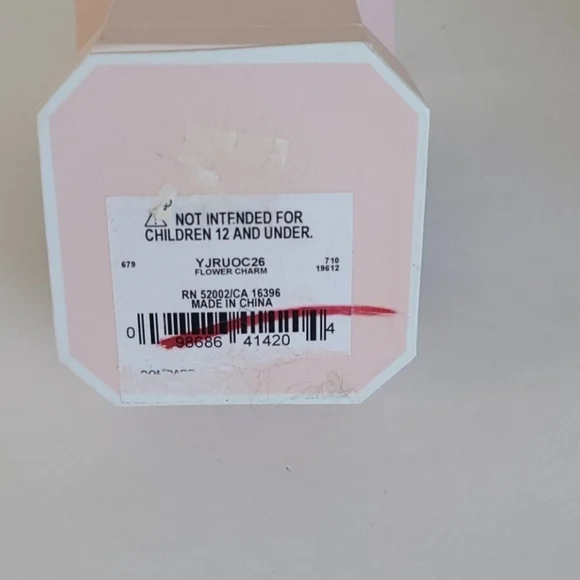 NOT INTENDED FOR
CHILDREN 12 AND UNDER.
679 YJRUOC26 710
FLOWER CHARM 19612
RN 52002/CA 16396
MADE IN CHINA
0 98686 41420 4